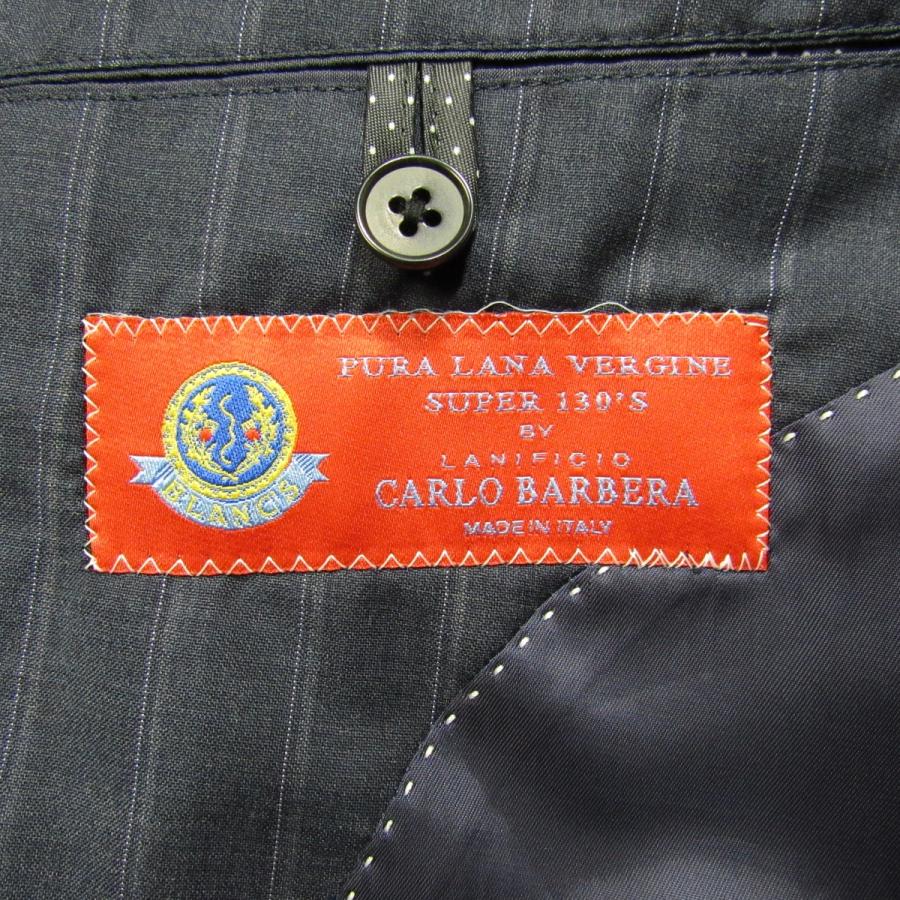 PURA LANA VERGINE
SUPER 130'S
BY
LANIFICIO
CARLO BARBERA
MADE IN ITALY